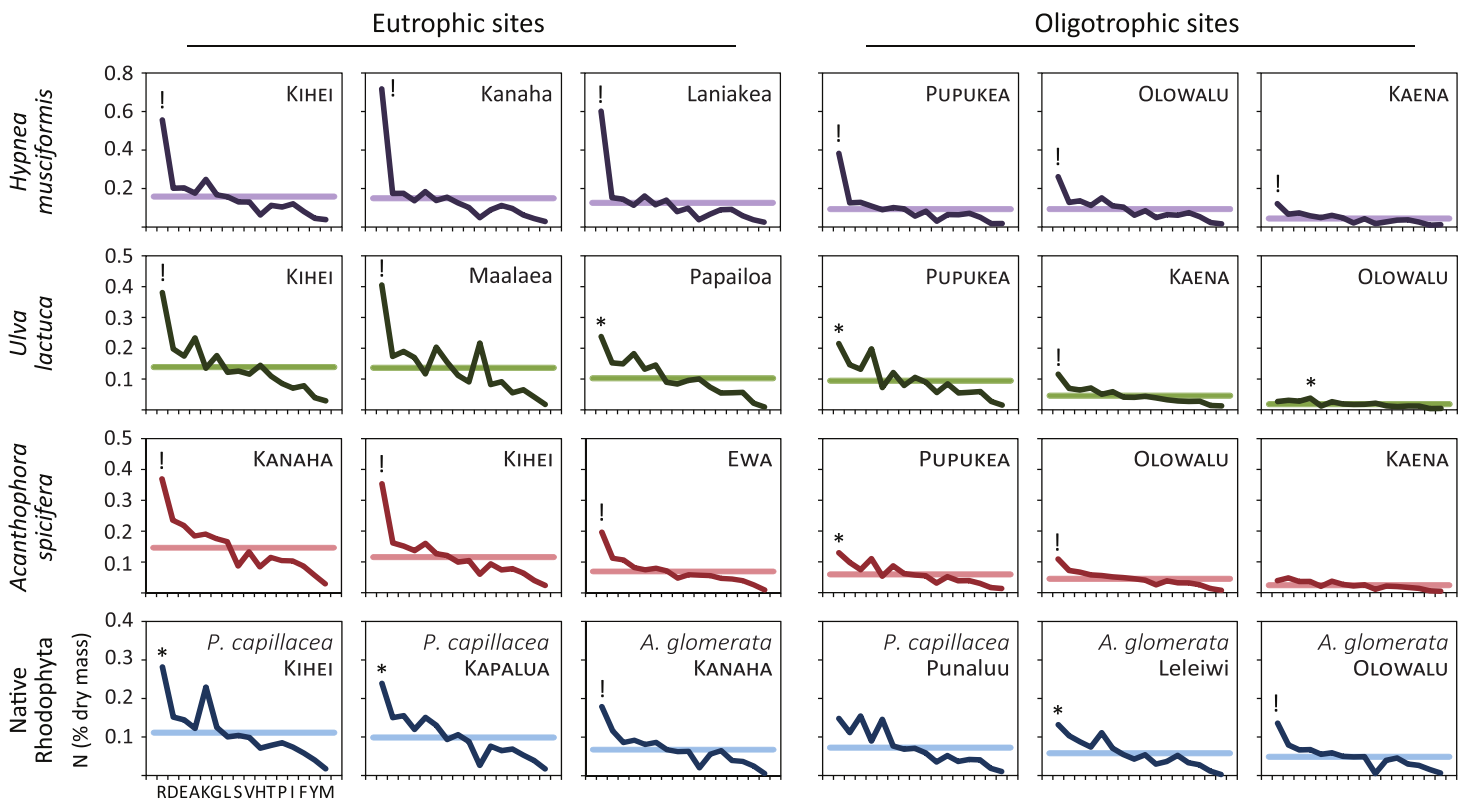 Eutrophic sites
Oligotrophic sites
Hypnea
musciformis
0.8
0.6
0.4
0.2
! KIHEI
! Kanaha
! Laniakea
! PUPUKEA
! OLOWALU
! KAENA
Ulva
lactuca
0.5
0.4
0.3
0.2
0.1
! KIHEI
! Maalaea
* Papailoa
* PUPUKEA
! KAENA
* OLOWALU
Acanthophora
spicifera
0.5
0.4
0.3
0.2
0.1
! KANAHA
! KIHEI
! EWA
* PUPUKEA
! OLOWALU
KAENA
Native
Rhodophyta
N (% dry mass)
0.4
0.3
0.2
0.1
P. capillacea
* KIHEI
P. capillacea
* KAPALUA
A. glomerata
! KANAHA
P. capillacea
Punaluu
A. glomerata
* Leleiwi
A. glomerata
! OLOWALU
RDEAKGLSVHTPIFYM